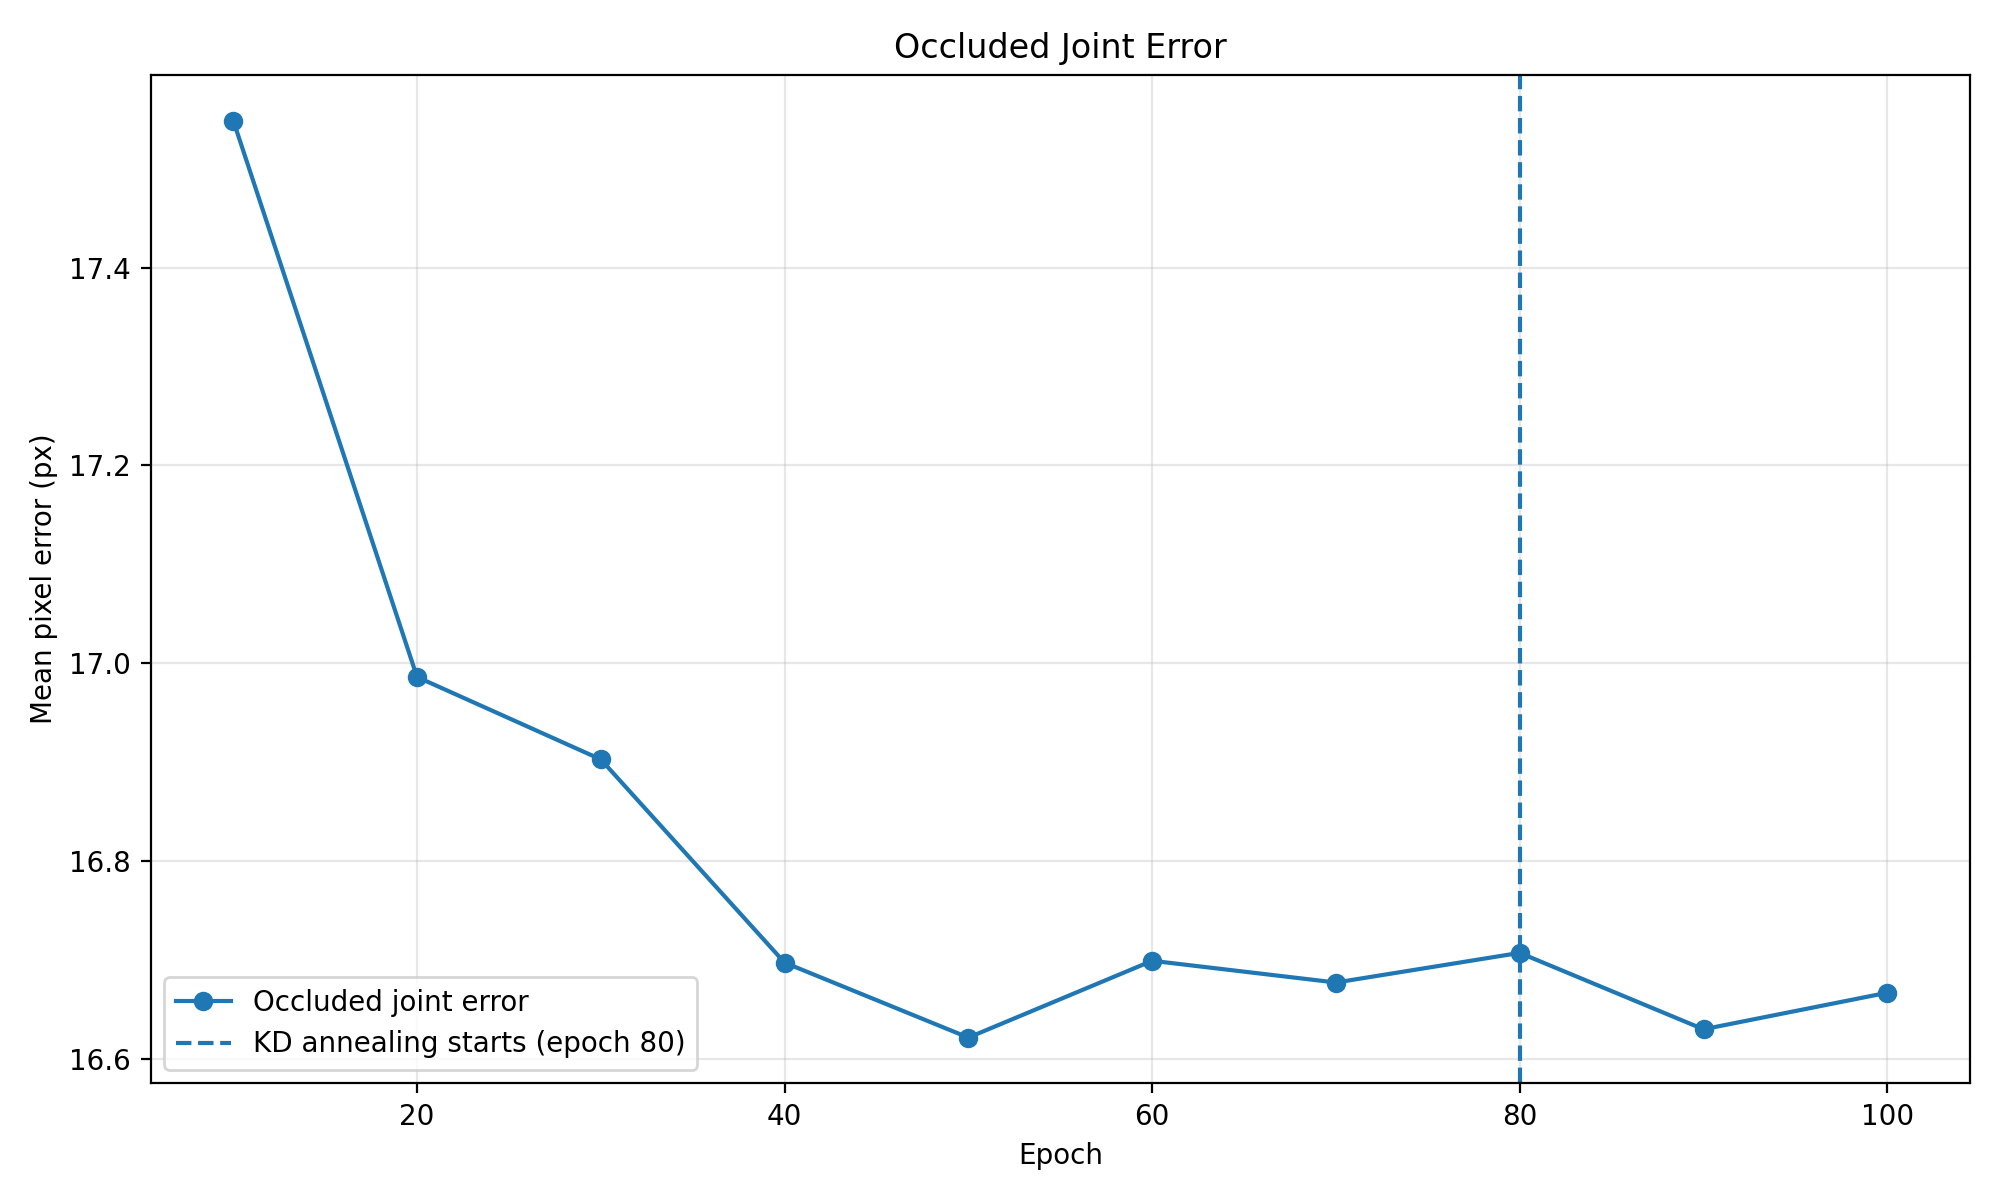 Occluded Joint Error
Mean pixel error (px)
17.4
17.2
17.0
16.8
16.6
Occluded joint error
KD annealing starts (epoch 80)
20
40
60
80
100
Epoch